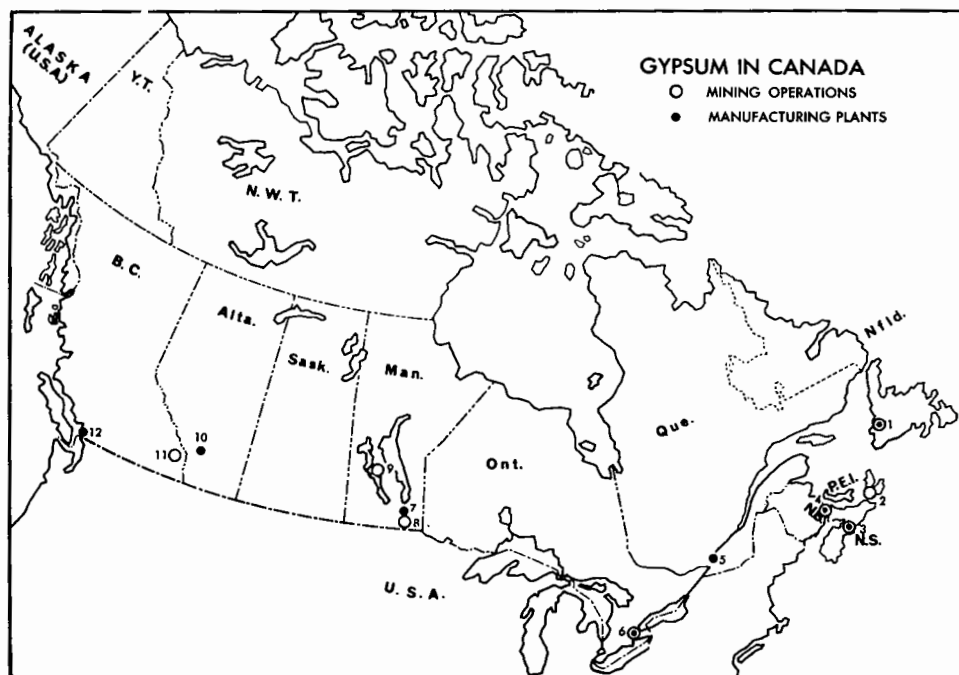 ALASKA
(U.S.A.)
Y.T.
GYPSUM IN CANADA
MINING OPERATIONS
MANUFACTURING PLANTS
N.W.T.
B.C.
Alta.
Sask.
Man.
Nfld.
Que.
Ont.
12
11
10
9
7
8
1
P.E.I.
2
4
N.B.
3
N.S.
5
U.S.A.
6